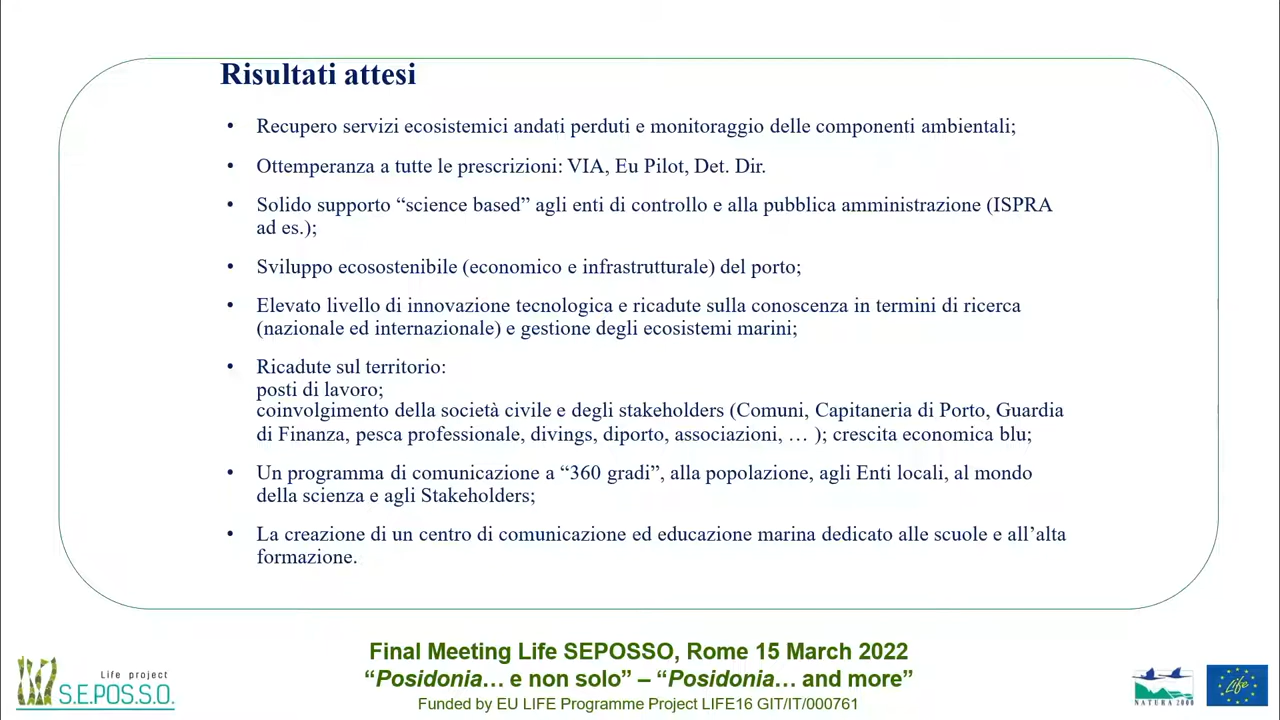 Risultati attesi
• Recupero servizi ecosistemici andati perduti e monitoraggio delle componenti ambientali;
• Ottemperanza a tutte le prescrizioni: VIA, Eu Pilot, Det. Dir.
• Solido supporto “science based” agli enti di controllo e alla pubblica amministrazione (ISPRA
ad es.);
• Sviluppo ecosostenibile (economico e infrastrutturale) del porto;
• Elevato livello di innovazione tecnologica e ricadute sulla conoscenza in termini di ricerca
(nazionale ed internazionale) e gestione degli ecosistemi marini;
• Ricadute sul territorio:
posti di lavoro;
coinvolgimento della società civile e degli stakeholders (Comuni, Capitaneria di Porto, Guardia
di Finanza, pesca professionale, divings, diporto, associazioni, … ); crescita economica blu;
• Un programma di comunicazione a “360 gradi”, alla popolazione, agli Enti locali, al mondo
della scienza e agli Stakeholders;
• La creazione di un centro di comunicazione ed educazione marina dedicato alle scuole e all’alta
formazione.
Final Meeting Life SEPOSSO, Rome 15 March 2022
“Posidonia… e non solo” – “Posidonia… and more”
Funded by EU LIFE Programme Project LIFE16 GIT/IT/000761
Life project
S.E.POS.S.O.
NATURA 2000
Life